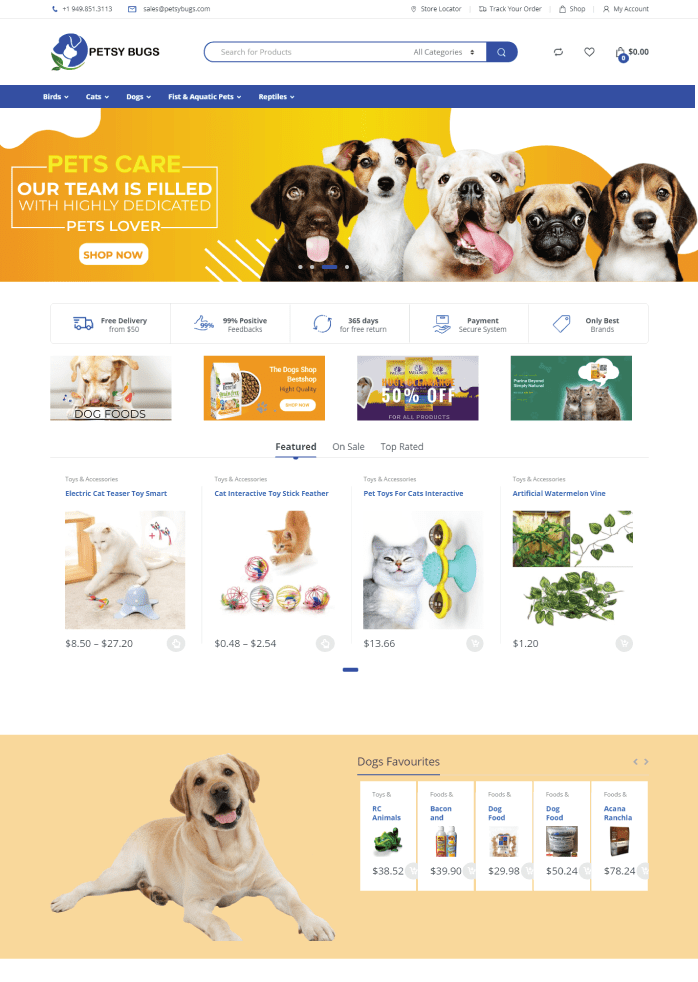 +1 949.851.3113
sales@petsybugs.com
Store Locator
Track Your Order
Shop
My Account
PETSY BUGS
Search for Products
All Categories
0
$0.00
Birds
Cats
Dogs
Fist & Aquatic Pets
Reptiles
PETS CARE
OUR TEAM IS FILLED
WITH HIGHLY DEDICATED
PETS LOVER
SHOP NOW
Free Delivery
from $50
99%
99% Positive
Feedbacks
365 days
for free return
Payment
Secure System
Only Best
Brands
DOG FOODS
The Dogs Shop
Bestshop
Hight Quality
SHOP NOW
50% OFF
FOR ALL PRODUCTS
Purina Beyond
Simply Natural
Featured
On Sale
Top Rated
Toys & Accessories
Electric Cat Teaser Toy Smart
$8.50 – $27.20
Toys & Accessories
Cat Interactive Toy Stick Feather
$0.48 – $2.54
Toys & Accessories
Pet Toys For Cats Interactive
$13.66
Toys & Accessories
Artificial Watermelon Vine
$1.20
Dogs Favourites
Toys &
RC
Animals
$38.52
Foods &
Bacon
and
$39.90
Foods &
Dog
Food
$29.98
Foods &
Dog
Food
$50.24
Foods &
Acana
Ranchla
$78.24